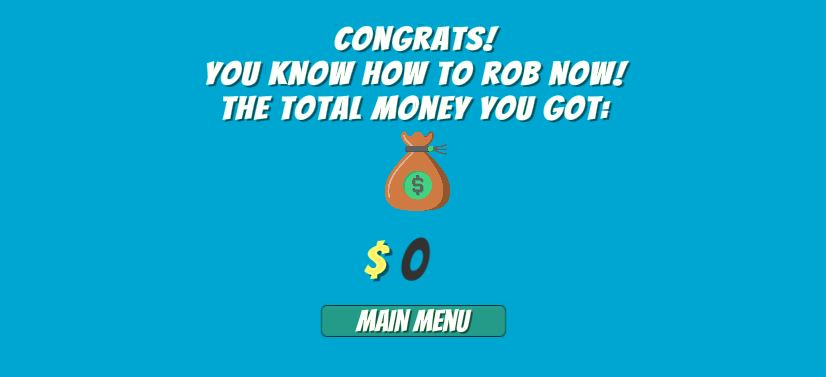 CONGRATS!
YOU KNOW HOW TO ROB NOW!
THE TOTAL MONEY YOU GOT:
$
$ 0
MAIN MENU